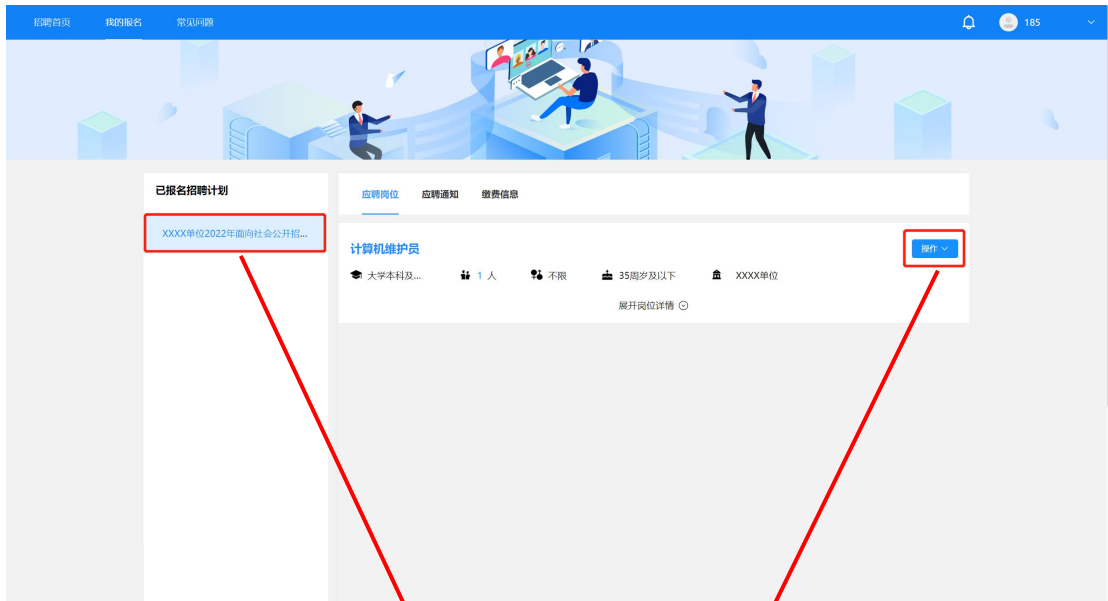 招聘首页 我的报名 常见问题 185
已报名招聘计划
应聘岗位 应聘通知 缴费信息
XXXX单位2022年面向社会公开招...
计算机维护员
操作
大学本科及... 1 人 不限 35周岁及以下 XXXX单位
展开岗位详情